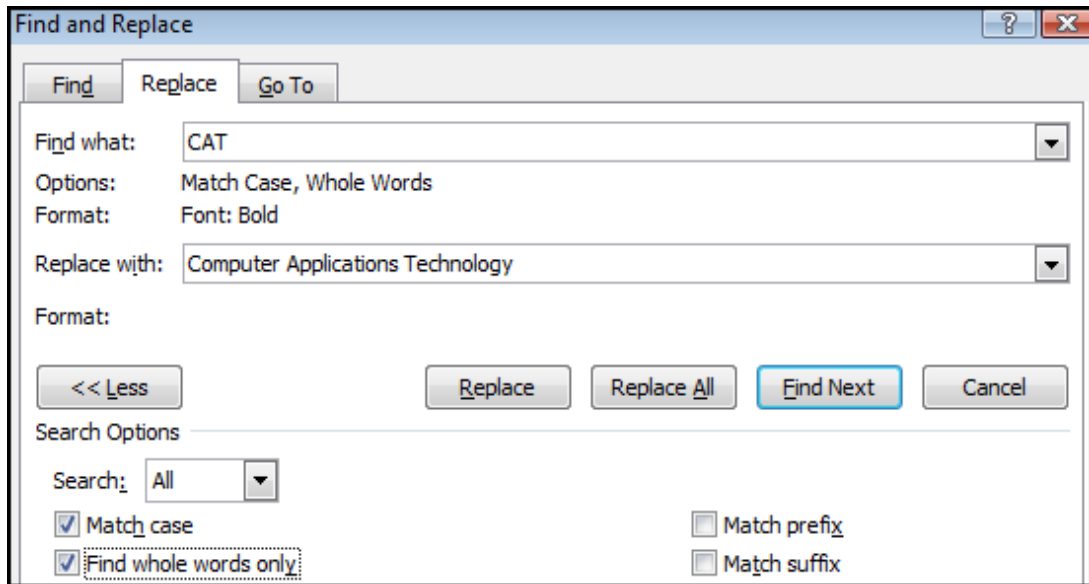 Find and Replace
Find Replace Go To
Find what: CAT
Options: Match Case, Whole Words
Format: Font: Bold
Replace with: Computer Applications Technology
Format:
<< Less Replace Replace All Find Next Cancel
Search Options
Search: All
Match case Match prefix
Find whole words only Match suffix